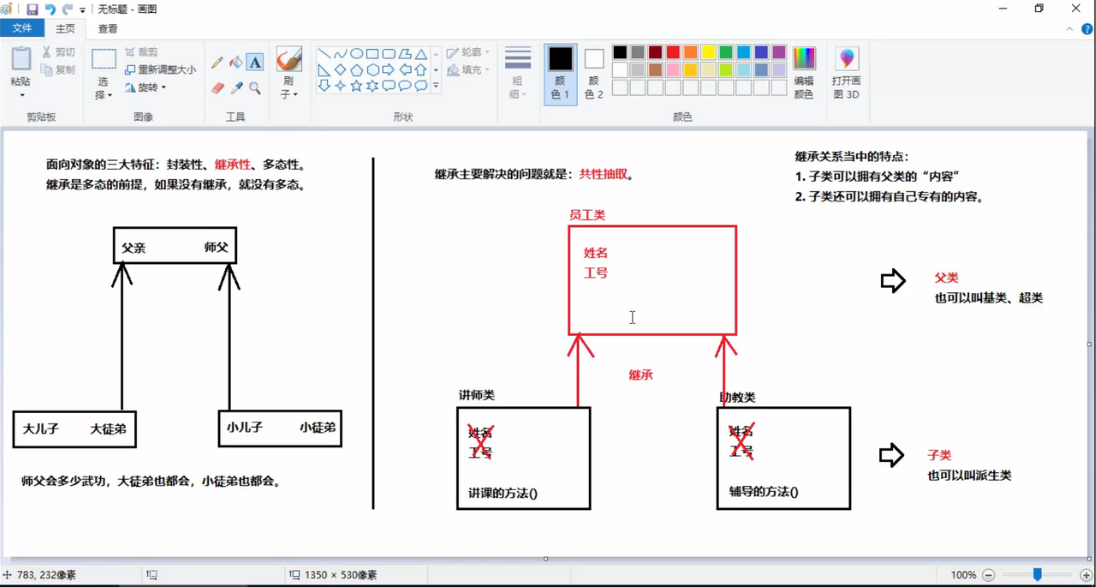 无标题 - 画图
文件 主页 查看
粘贴
剪切
复制
剪贴板
选择
裁剪
重新调整大小
旋转
图像
A
工具
刷子
形状
轮廓
填充
粗细
颜色 1
颜色 2
颜色
编辑颜色
打开画图 3D
面向对象的三大特征：封装性、继承性、多态性。
继承是多态的前提，如果没有继承，就没有多态。
父亲 师父
大儿子 大徒弟
小儿子 小徒弟
师父会多少武功，大徒弟也都会，小徒弟也都会。
继承主要解决的问题就是：共性抽取。
员工类
姓名
工号
继承
讲师类
姓名
工号
讲课的方法()
助教类
姓名
工号
辅导的方法()
继承关系当中的特点：
1. 子类可以拥有父类的“内容”
2. 子类还可以拥有自己专有的内容。
父类
也可以叫基类、超类
子类
也可以叫派生类
783, 232像素
1350 × 530像素
100%